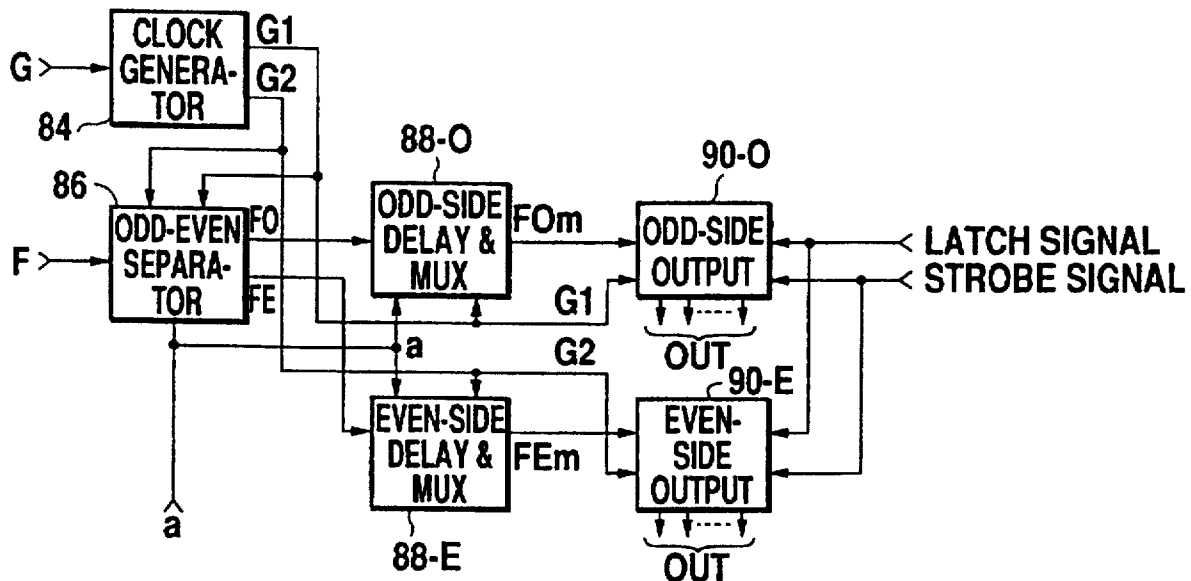 G
CLOCK
GENERA-
TOR
G1
G2
84
86
F
ODD-EVEN
SEPARA-
TOR
FO
FE
a
88-O
ODD-SIDE
DELAY &
MUX
FOm
a
G1
G2
EVEN-SIDE
DELAY &
MUX
FEm
88-E
90-O
ODD-SIDE
OUTPUT
OUT
90-E
EVEN-
SIDE
OUTPUT
OUT
LATCH SIGNAL
STROBE SIGNAL